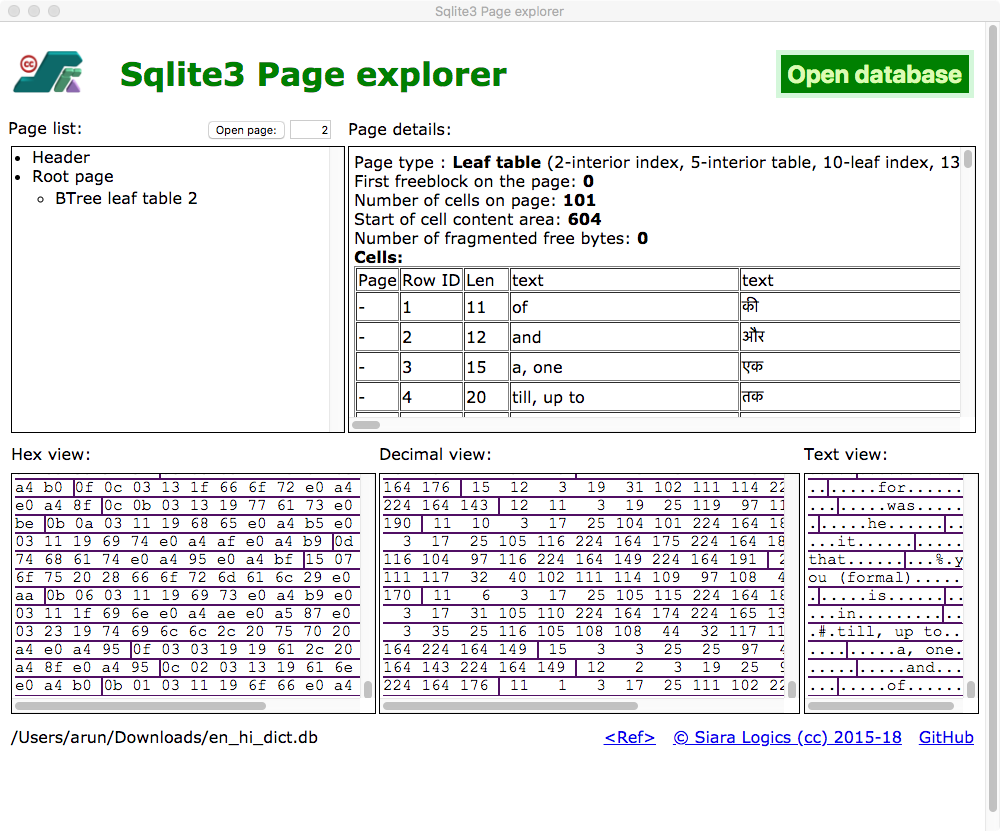 Sqlite3 Page explorer
Sqlite3 Page explorer
Open database
Page list:
Open page: 2
Page details:
Header
Root page
BTree leaf table 2
Page type : Leaf table (2-interior index, 5-interior table, 10-leaf index, 13
First freeblock on the page: 0
Number of cells on page: 101
Start of cell content area: 604
Number of fragmented free bytes: 0
Cells:
Page Row ID Len text text
- 1 11 of की
- 2 12 and और
- 3 15 a, one एक
- 4 20 till, up to तक
Hex view:
a4 b0 0f 0c 03 13 1f 66 6f 72 e0 a4
e0 a4 8f 0c 0b 03 13 19 77 61 73 e0
be 0b 0a 03 11 19 68 65 e0 a4 b5 e0
03 11 19 69 74 e0 a4 af e0 a4 b9 0d
74 68 61 74 e0 a4 95 e0 a4 bf 15 07
6f 75 20 28 66 6f 72 6d 61 6c 29 e0
aa 0b 06 03 11 19 69 73 e0 a4 b9 e0
03 11 1f 69 6e e0 a4 ae e0 a5 87 e0
03 23 19 74 69 6c 6c 2c 20 75 70 20
a4 e0 a4 95 0f 03 03 19 19 61 2c 20
a4 8f e0 a4 95 0c 02 03 13 19 61 6e
e0 a4 b0 0b 01 03 11 19 6f 66 e0 a4
Decimal view:
164 176 15 12 3 19 31 102 111 114 22
224 164 143 12 11 3 19 25 119 97 11
190 11 10 3 17 25 104 101 224 164 18
3 17 25 105 116 224 164 175 224 164 18
116 104 97 116 224 164 149 224 164 191 2
111 117 32 40 102 111 114 109 97 108 4
170 11 6 3 17 25 105 115 224 164 18
3 17 31 105 110 224 164 174 224 165 13
3 35 25 116 105 108 108 44 32 117 11
164 224 164 149 15 3 3 25 25 97 4
164 143 224 164 149 12 2 3 19 25 9
224 164 176 11 1 3 17 25 111 102 22
Text view:
.......for......
........was.....
......he........
...it...........
that.........%.y
ou (formal).....
......is........
...in...........
.#.till, up to..
.........a, one.
..........and...
........of......
/Users/arun/Downloads/en_hi_dict.db
<Ref> © Siara Logics (cc) 2015-18 GitHub